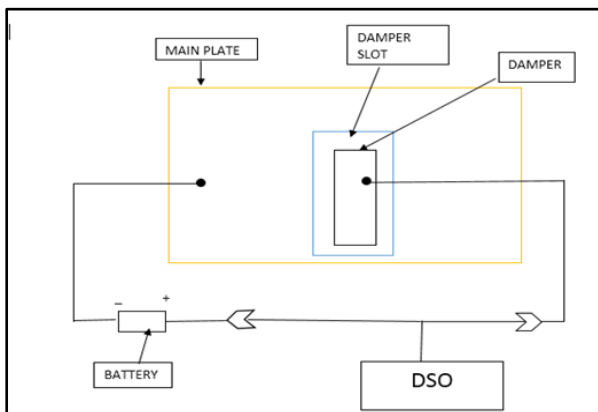 MAIN PLATE
DAMPER
SLOT
DAMPER
– +
BATTERY
DSO